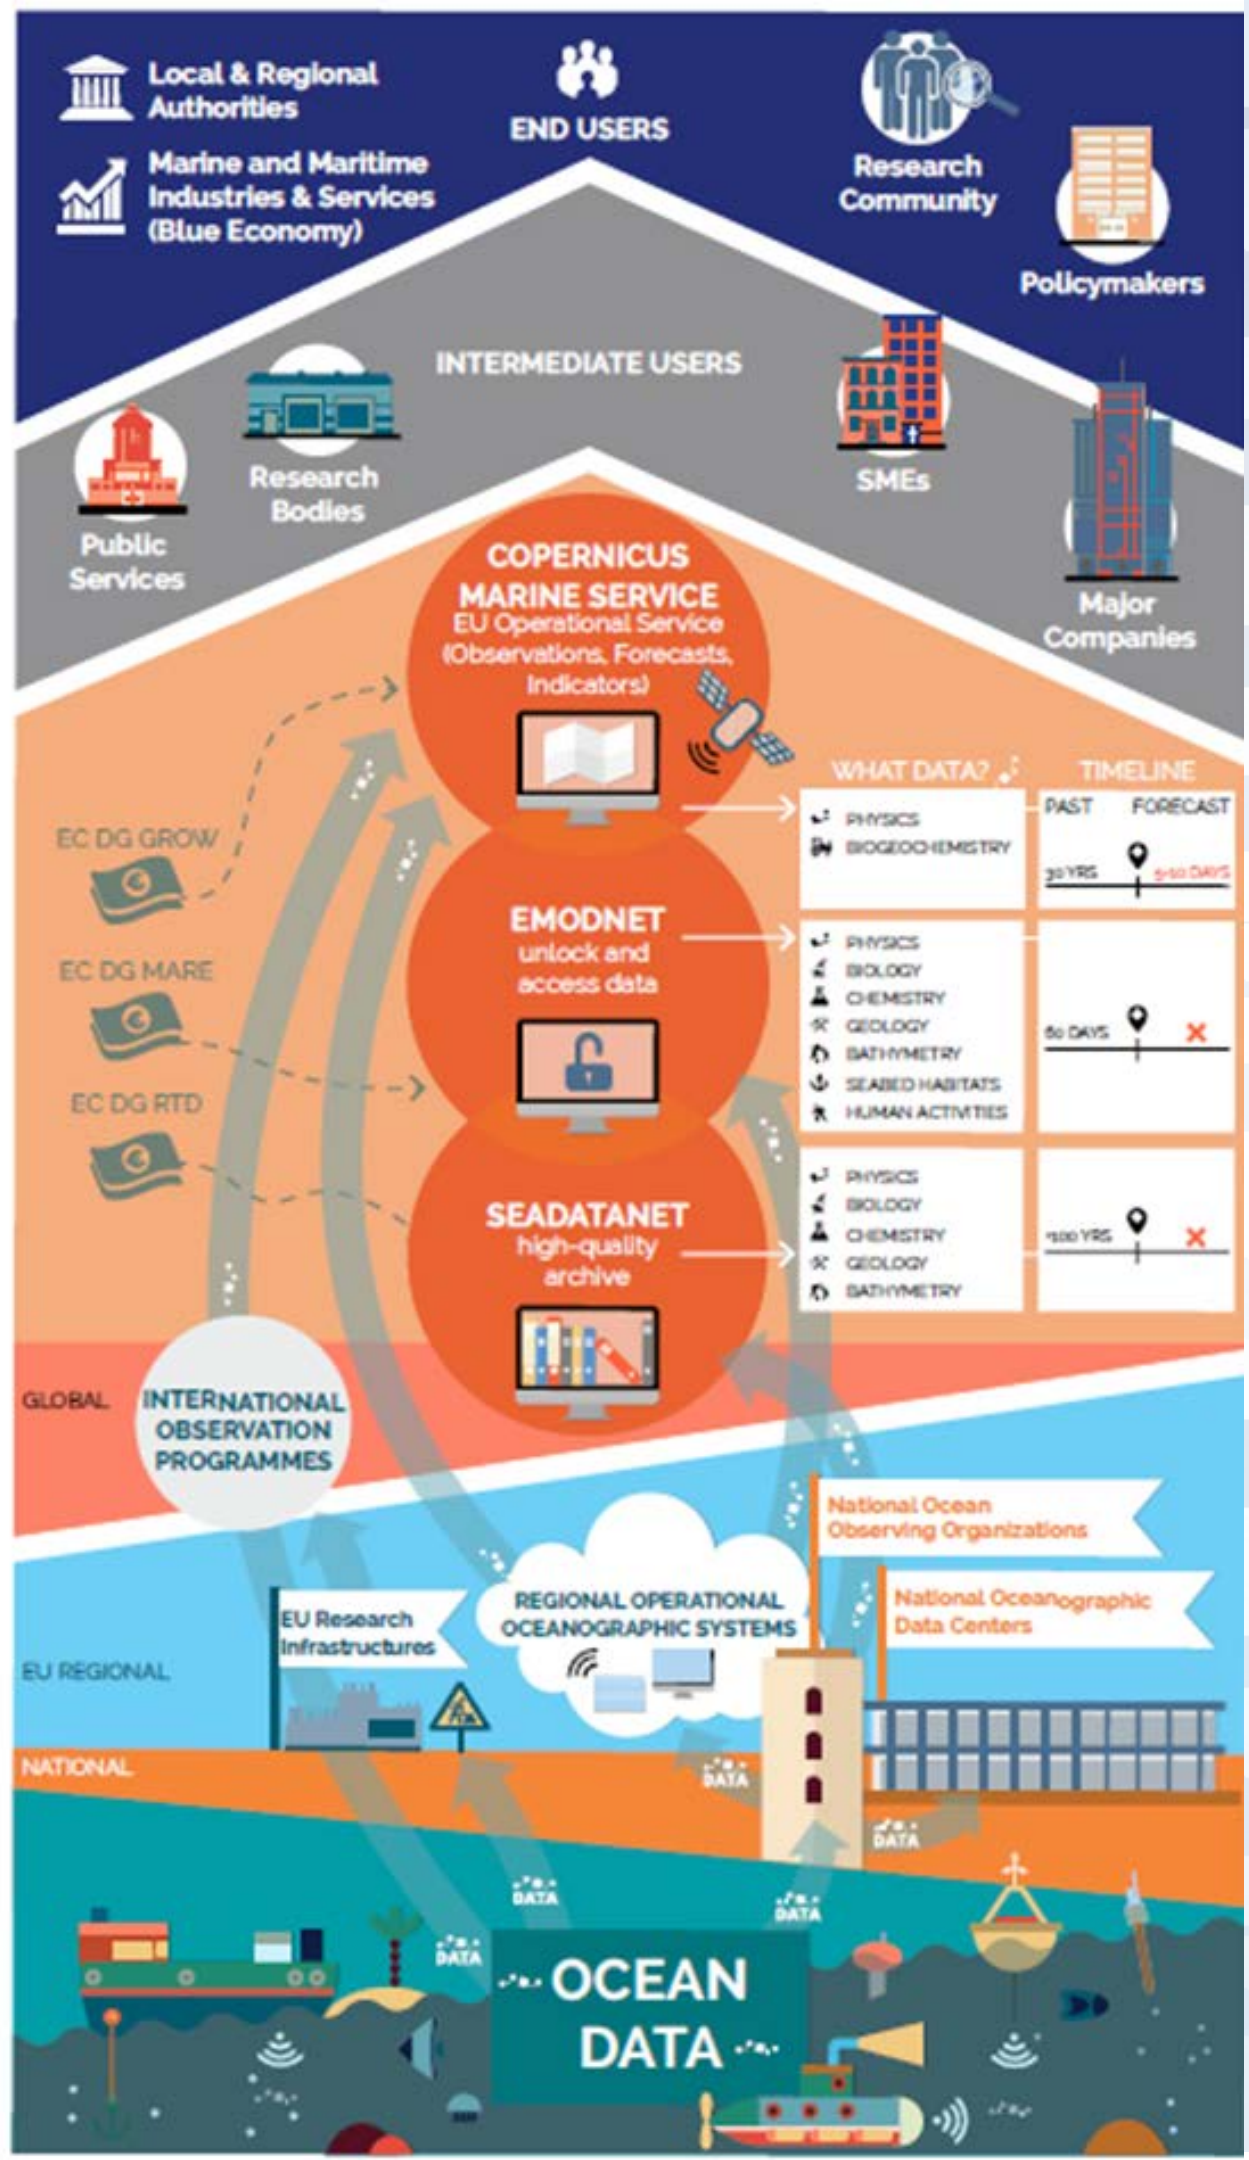 Local & Regional
Authorities
Marine and Maritime
Industries & Services
(Blue Economy)
END USERS
Research
Community
Policymakers
INTERMEDIATE USERS
Public
Services
Research
Bodies
SMEs
Major
Companies
COPERNICUS
MARINE SERVICE
EU Operational Service
(Observations, Forecasts,
Indicators)
EC DG GROW
EC DG MARE
EC DG RTD
EMODNET
unlock and
access data
SEADATANET
high-quality
archive
WHAT DATA?
TIMELINE
PHYSICS
BIOGEOCHEMISTRY
PAST FORECAST
30 YRS 5-10 DAYS
PHYSICS
BIOLOGY
CHEMISTRY
GEOLOGY
BATHYMETRY
SEABED HABITATS
HUMAN ACTIVITIES
60 DAYS
PHYSICS
BIOLOGY
CHEMISTRY
GEOLOGY
BATHYMETRY
100 YRS
GLOBAL
INTERNATIONAL
OBSERVATION
PROGRAMMES
National Ocean
Observing Organizations
National Oceanographic
Data Centers
REGIONAL OPERATIONAL
OCEANOGRAPHIC SYSTEMS
EU Research
Infrastructures
EU REGIONAL
NATIONAL
DATA
DATA
DATA
DATA
DATA
OCEAN
DATA